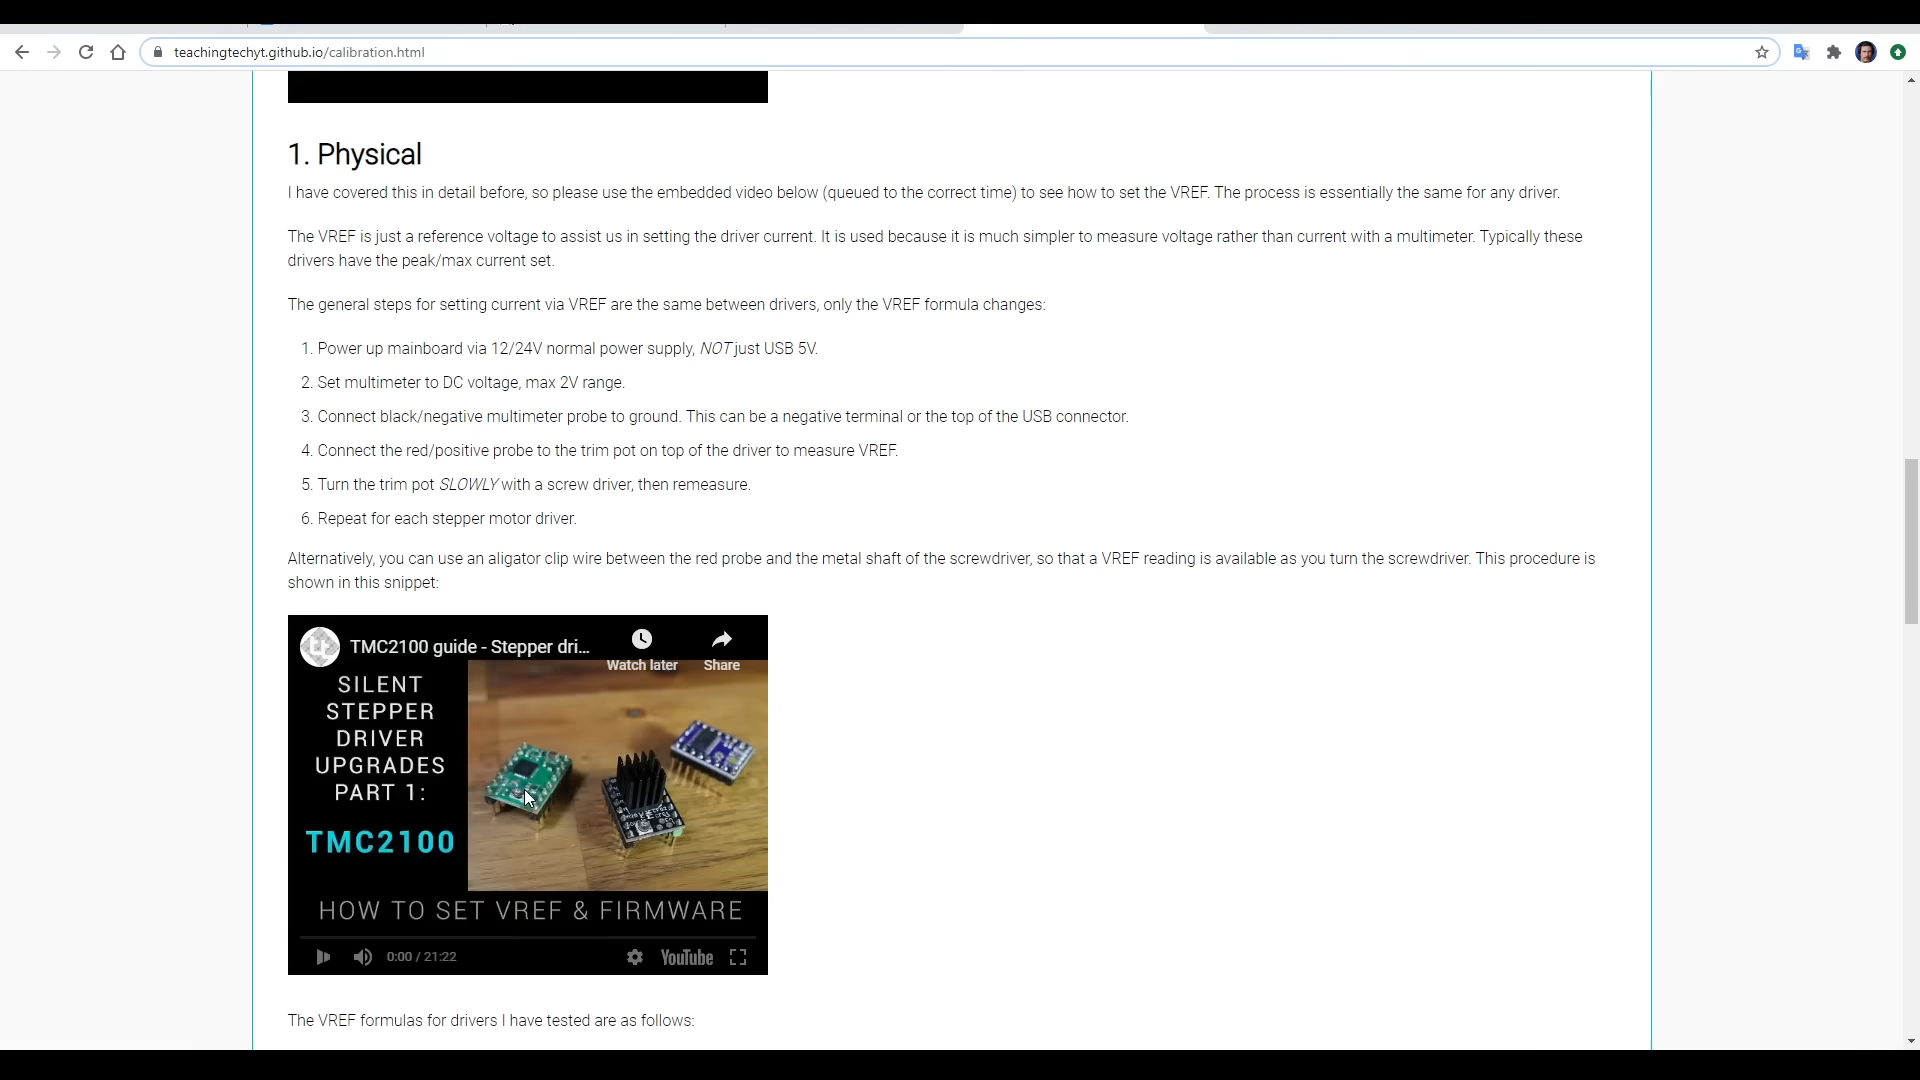 teachingtechyt.github.io/calibration.html
1. Physical
I have covered this in detail before, so please use the embedded video below (queued to the correct time) to see how to set the VREF. The process is essentially the same for any driver.
The VREF is just a reference voltage to assist us in setting the driver current. It is used because it is much simpler to measure voltage rather than current with a multimeter. Typically these
drivers have the peak/max current set.
The general steps for setting current via VREF are the same between drivers, only the VREF formula changes:
1. Power up mainboard via 12/24V normal power supply, NOT just USB 5V.
2. Set multimeter to DC voltage, max 2V range.
3. Connect black/negative multimeter probe to ground. This can be a negative terminal or the top of the USB connector.
4. Connect the red/positive probe to the trim pot on top of the driver to measure VREF.
5. Turn the trim pot SLOWLY with a screw driver, then remeasure.
6. Repeat for each stepper motor driver.
Alternatively, you can use an aligator clip wire between the red probe and the metal shaft of the screwdriver, so that a VREF reading is available as you turn the screwdriver. This procedure is
shown in this snippet:
TMC2100 guide - Stepper dri...
Watch later
Share
SILENT
STEPPER
DRIVER
UPGRADES
PART 1:
TMC2100
HOW TO SET VREF & FIRMWARE
0:00 / 21:22
YouTube
The VREF formulas for drivers I have tested are as follows: